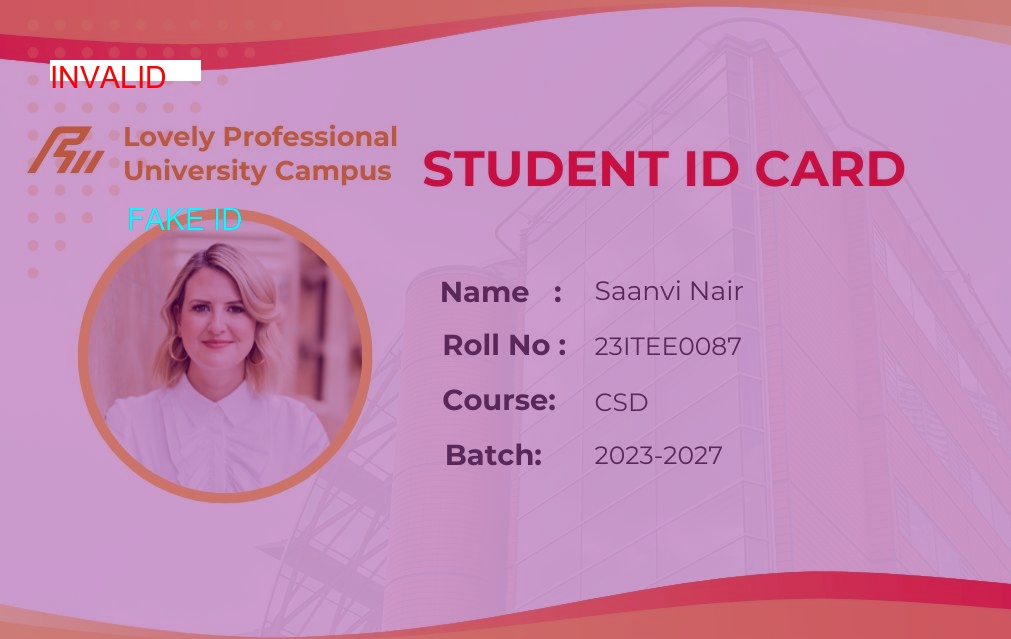 INVALID
Lovely Professional
University Campus
STUDENT ID CARD
FAKE ID
Name : Saanvi Nair
Roll No : 23ITEE0087
Course: CSD
Batch: 2023-2027